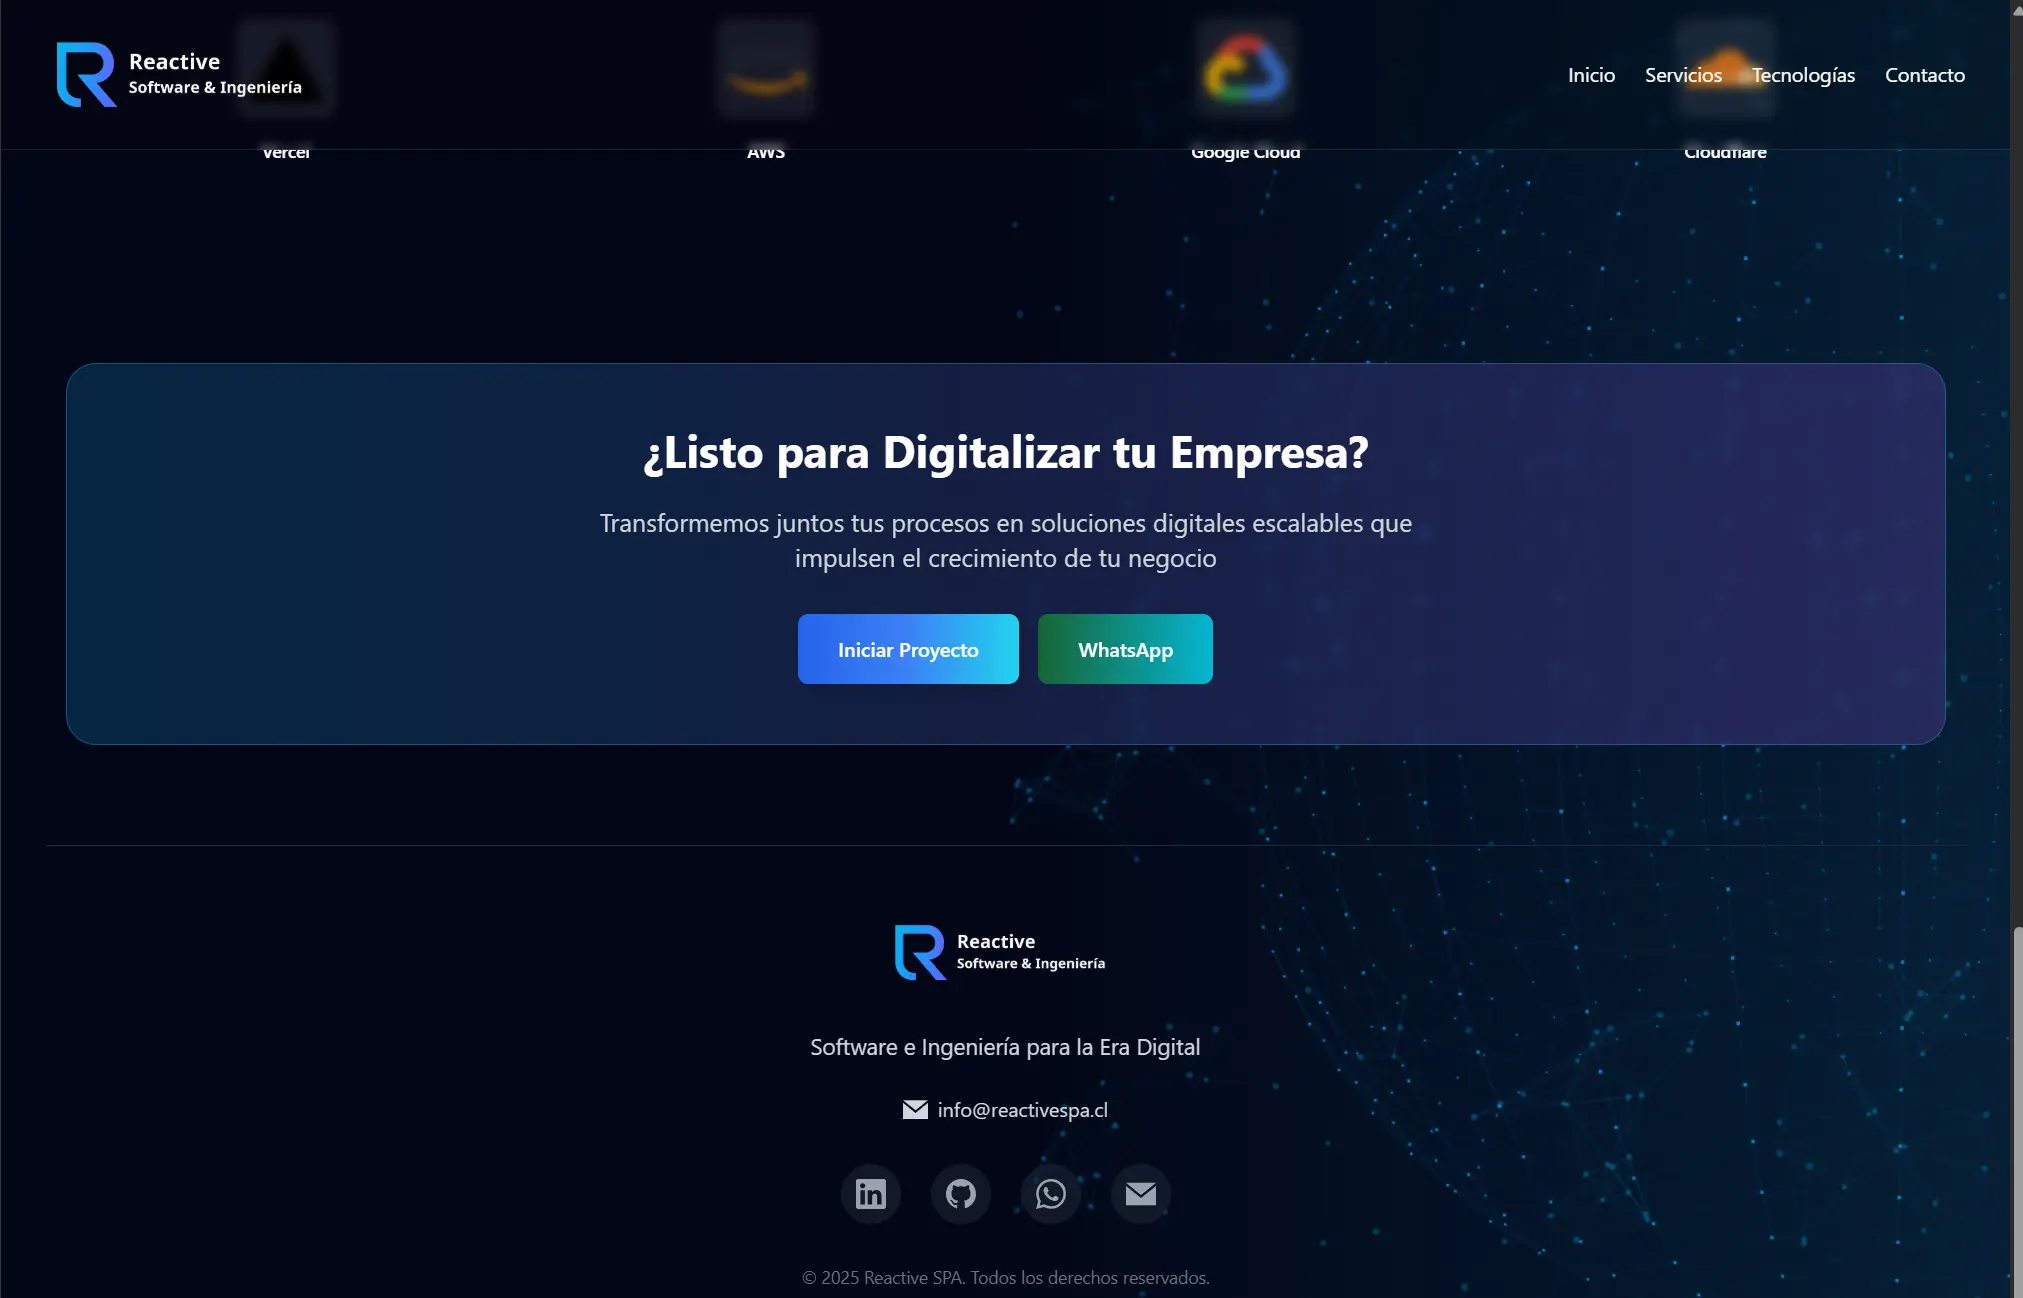 Reactive
Software & Ingeniería
Inicio
Servicios
Tecnologías
Contacto
Vercel
AWS
Google Cloud
Cloudflare
¿Listo para Digitalizar tu Empresa?
Transformemos juntos tus procesos en soluciones digitales escalables que
impulsen el crecimiento de tu negocio
Iniciar Proyecto
WhatsApp
Reactive
Software & Ingeniería
Software e Ingeniería para la Era Digital
info@reactivespa.cl
in
© 2025 Reactive SPA. Todos los derechos reservados.